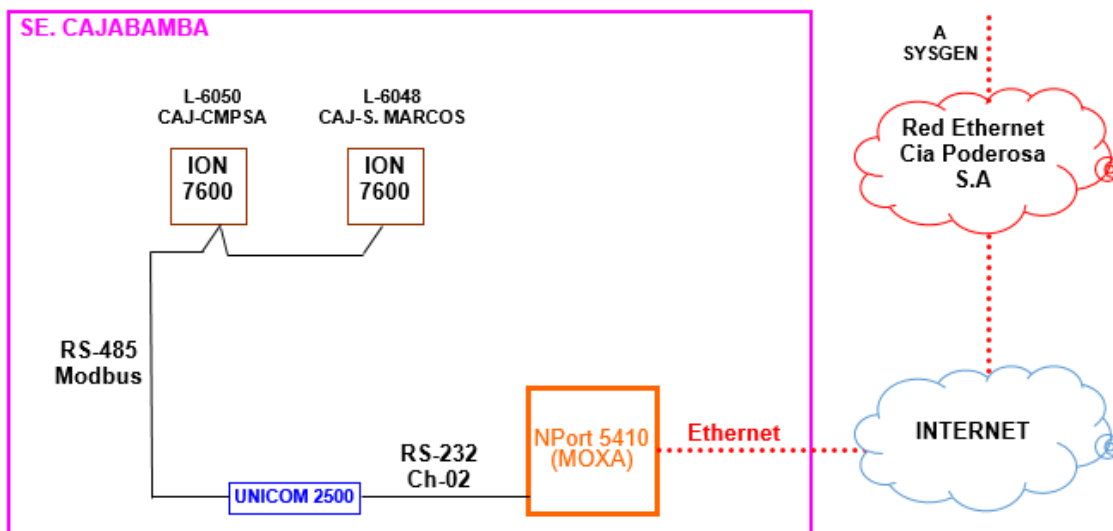 SE. CAJABAMBA
L-6050
CAJ-CMPSA
L-6048
CAJ-S. MARCOS
ION
7600
ION
7600
RS-485
Modbus
UNICOM 2500
RS-232
Ch-02
NPort 5410
(MOXA)
Ethernet
A
SYSGEN
Red Ethernet
Cia Poderosa
S.A
INTERNET